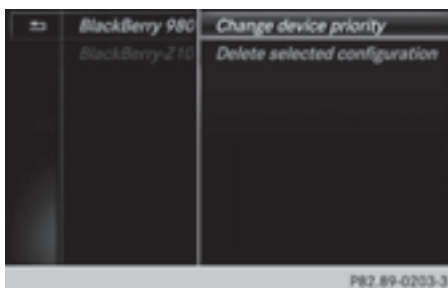 BlackBerry 980 Change device priority
BlackBerry-Z10 Delete selected configuration
P82.89-0203-3